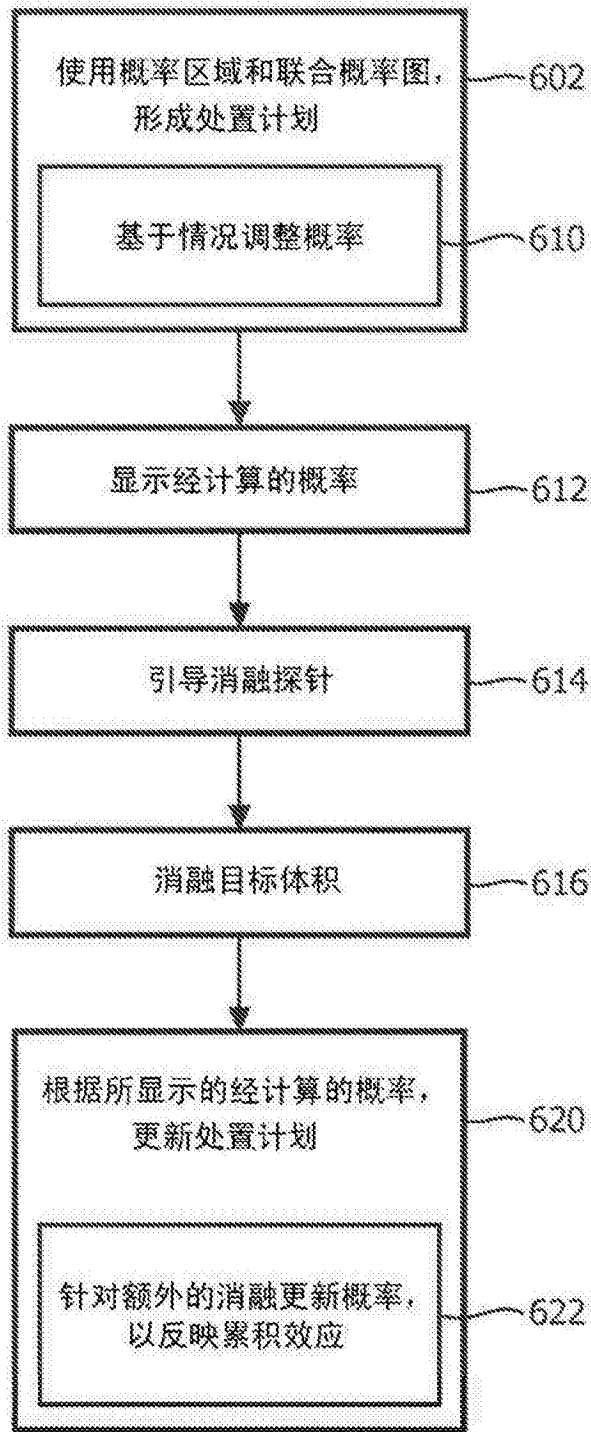 使用概率区域和联合概率图，
形成处置计划
602
基于情况调整概率
610
显示经计算的概率
612
引导消融探针
614
消融目标体积
616
根据所显示的经计算的概率，
更新处置计划
620
针对额外的消融更新概率，
以反映累积效应
622